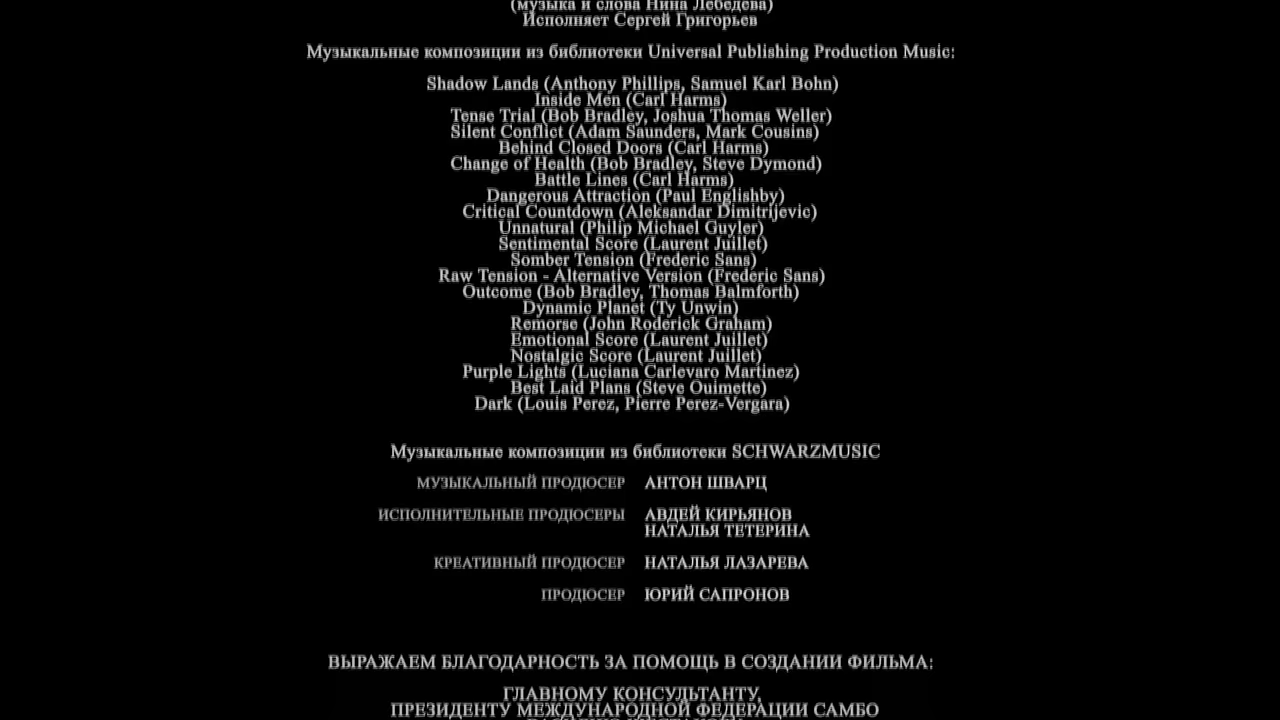 (музыка и слова Нина Лебедева)
Исполняет Сергей Григорьев
Музыкальные композиции из библиотеки Universal Publishing Production Music:
Shadow Lands (Anthony Phillips, Samuel Karl Bohn)
Inside Men (Carl Harms)
Tense Trial (Bob Bradley, Joshua Thomas Weller)
Silent Conflict (Adam Saunders, Mark Cousins)
Behind Closed Doors (Carl Harms)
Change of Health (Bob Bradley, Steve Dymond)
Battle Lines (Carl Harms)
Dangerous Attraction (Paul Englishby)
Critical Countdown (Aleksandar Dimitrijevic)
Unnatural (Philip Michael Guyler)
Sentimental Score (Laurent Juillet)
Somber Tension (Frederic Sans)
Raw Tension - Alternative Version (Frederic Sans)
Outcome (Bob Bradley, Thomas Balmforth)
Dynamic Planet (Ty Unwin)
Remorse (John Roderick Graham)
Emotional Score (Laurent Juillet)
Nostalgic Score (Laurent Juillet)
Purple Lights (Luciana Carlevaro Martinez)
Best Laid Plans (Steve Ouimette)
Dark (Louis Perez, Pierre Perez-Vergara)
Музыкальные композиции из библиотеки SCHWARZMUSIC
МУЗЫКАЛЬНЫЙ ПРОДЮСЕР АНТОН ШВАРЦ
ИСПОЛНИТЕЛЬНЫЕ ПРОДЮСЕРЫ АВДЕЙ КИРЬЯНОВ
НАТАЛЬЯ ТЕТЕРИНА
КРЕАТИВНЫЙ ПРОДЮСЕР НАТАЛЬЯ ЛАЗАРЕВА
ПРОДЮСЕР ЮРИЙ САПРОНОВ
ВЫРАЖАЕМ БЛАГОДАРНОСТЬ ЗА ПОМОЩЬ В СОЗДАНИИ ФИЛЬМА:
ГЛАВНОМУ КОНСУЛЬТАНТУ,
ПРЕЗИДЕНТУ МЕЖДУНАРОДНОЙ ФЕДЕРАЦИИ САМБО